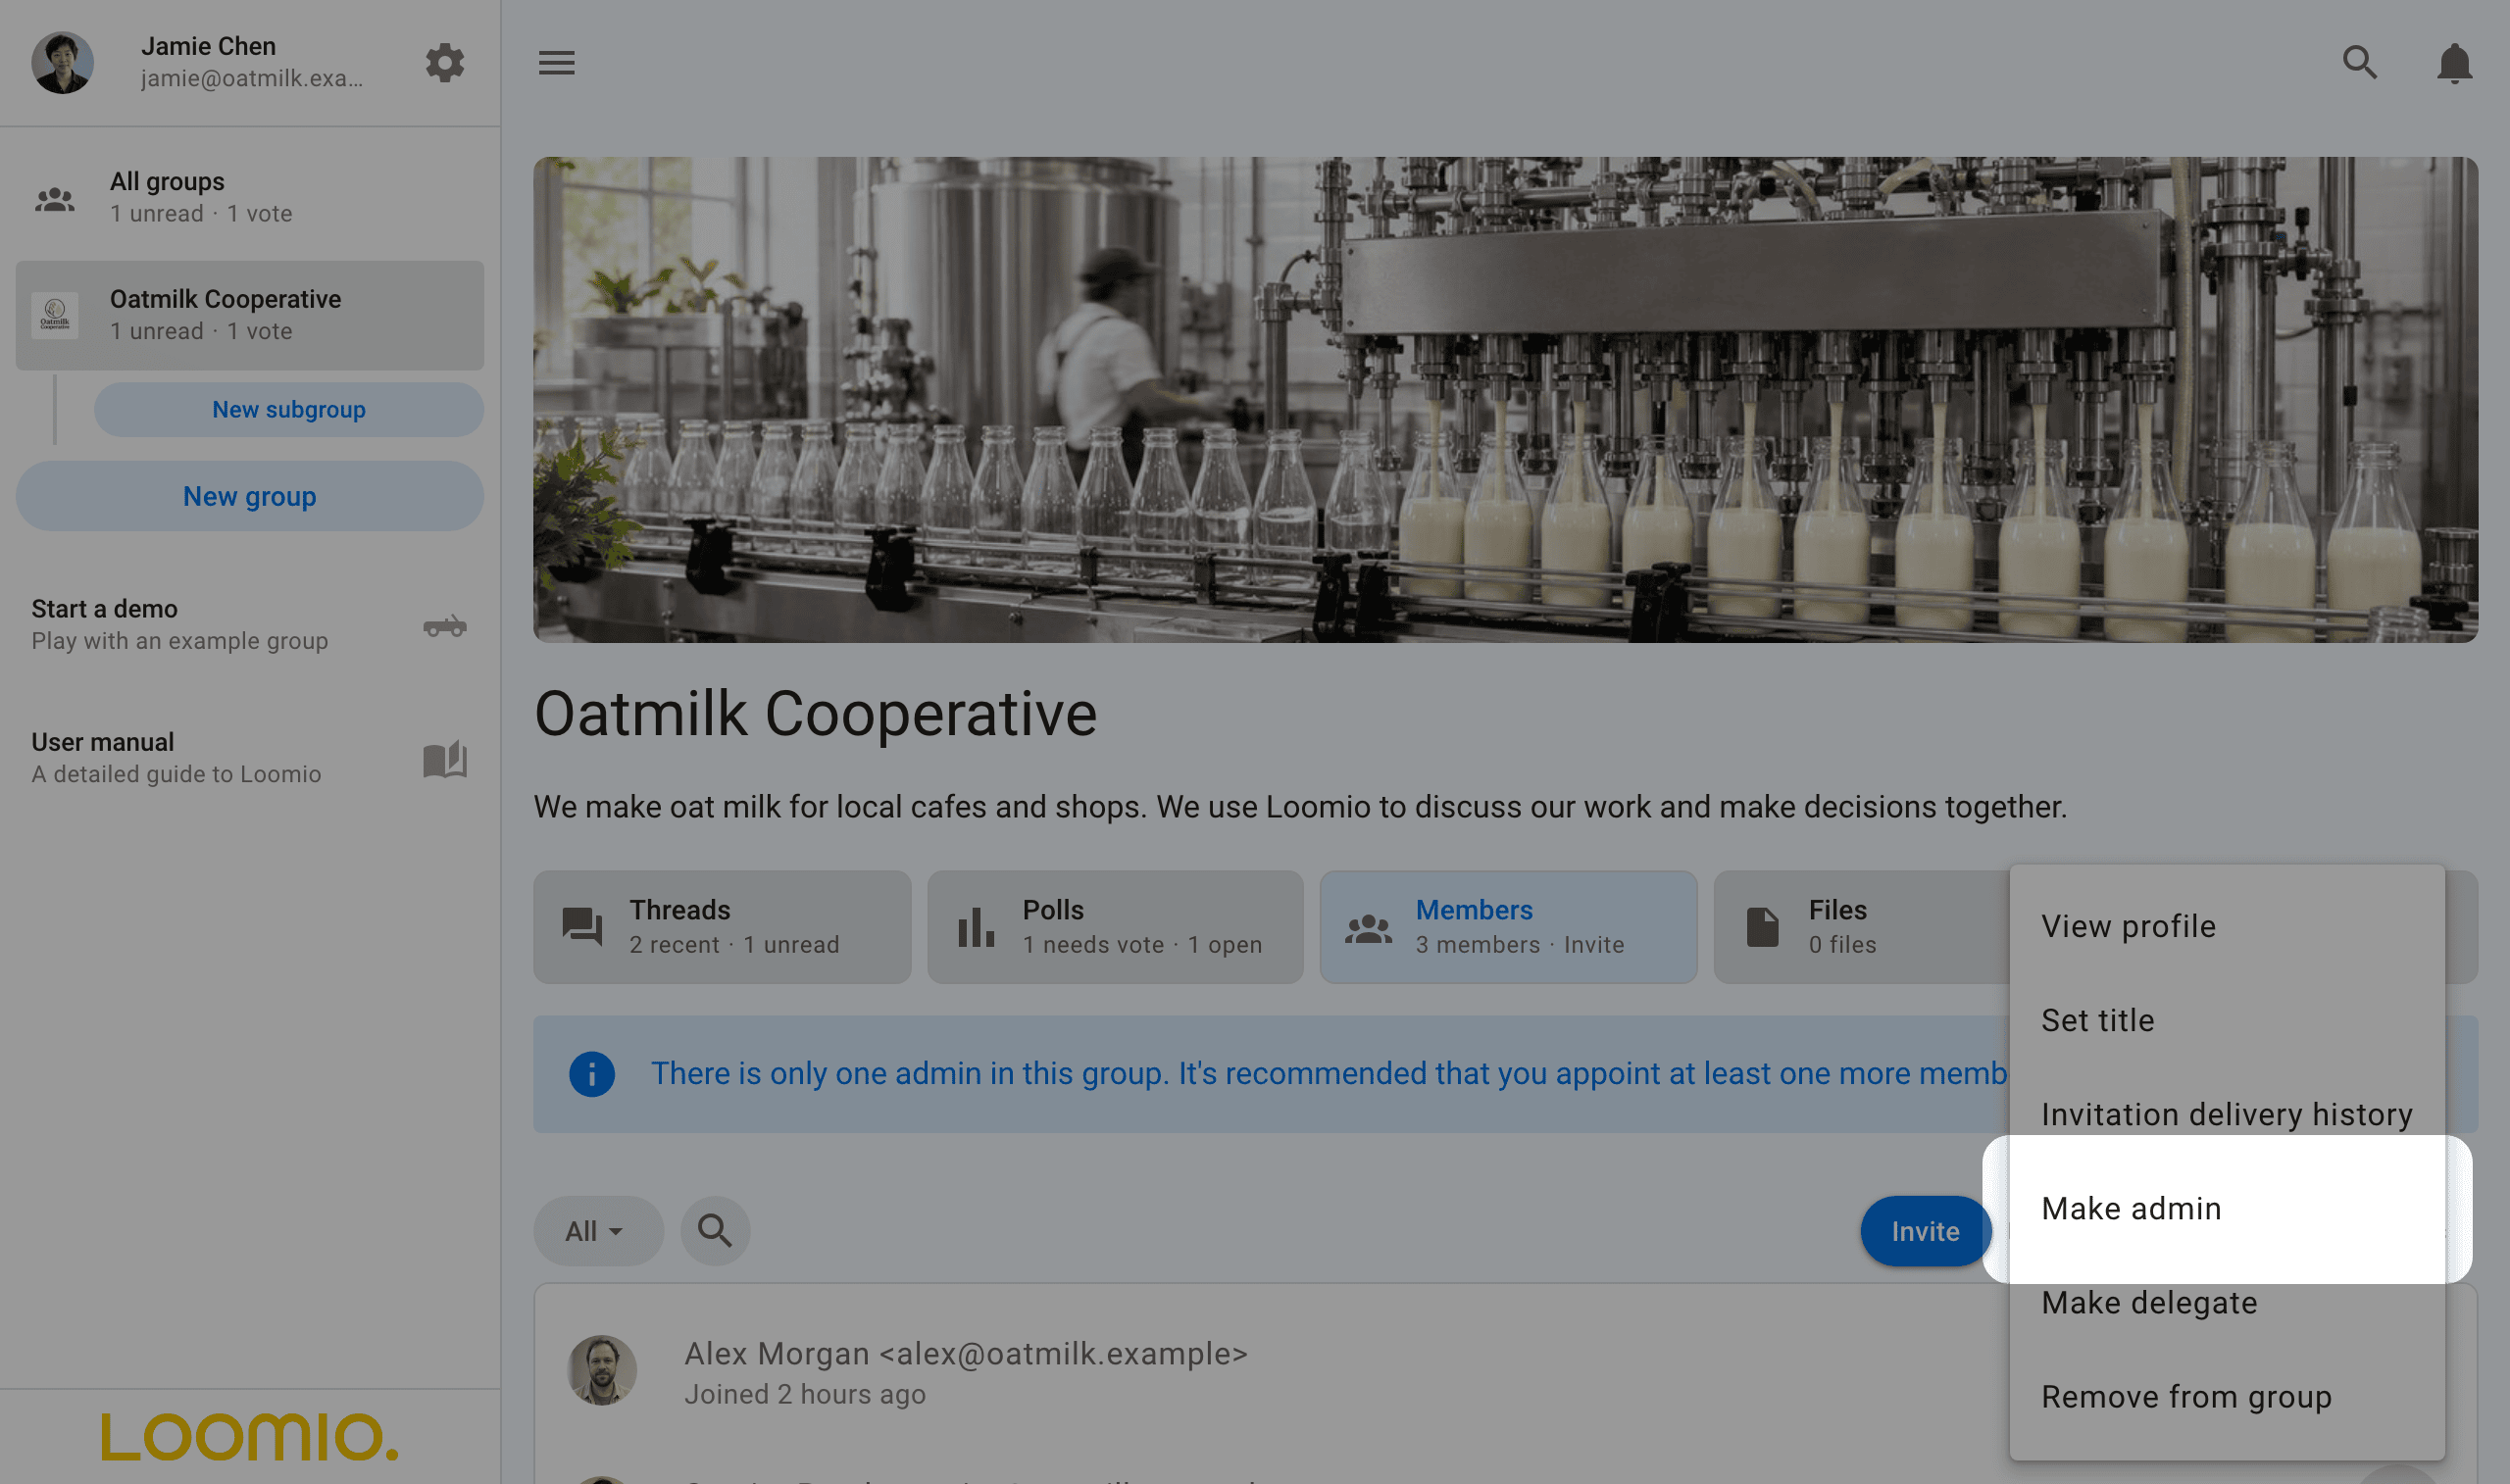 Jamie Chen
jamie@oatmilk.exa...
All groups
1 unread · 1 vote
Oatmilk Cooperative
Oatmilk Cooperative
1 unread · 1 vote
New subgroup
New group
Start a demo
Play with an example group
User manual
A detailed guide to Loomio
LOOMIO.
Oatmilk Cooperative
We make oat milk for local cafes and shops. We use Loomio to discuss our work and make decisions together.
Threads
2 recent · 1 unread
Polls
1 needs vote · 1 open
Members
3 members · Invite
Files
0 files
There is only one admin in this group. It's recommended that you appoint at least one more memb
All
Invite
Alex Morgan <alex@oatmilk.example>
Joined 2 hours ago
View profile
Set title
Invitation delivery history
Make admin
Make delegate
Remove from group